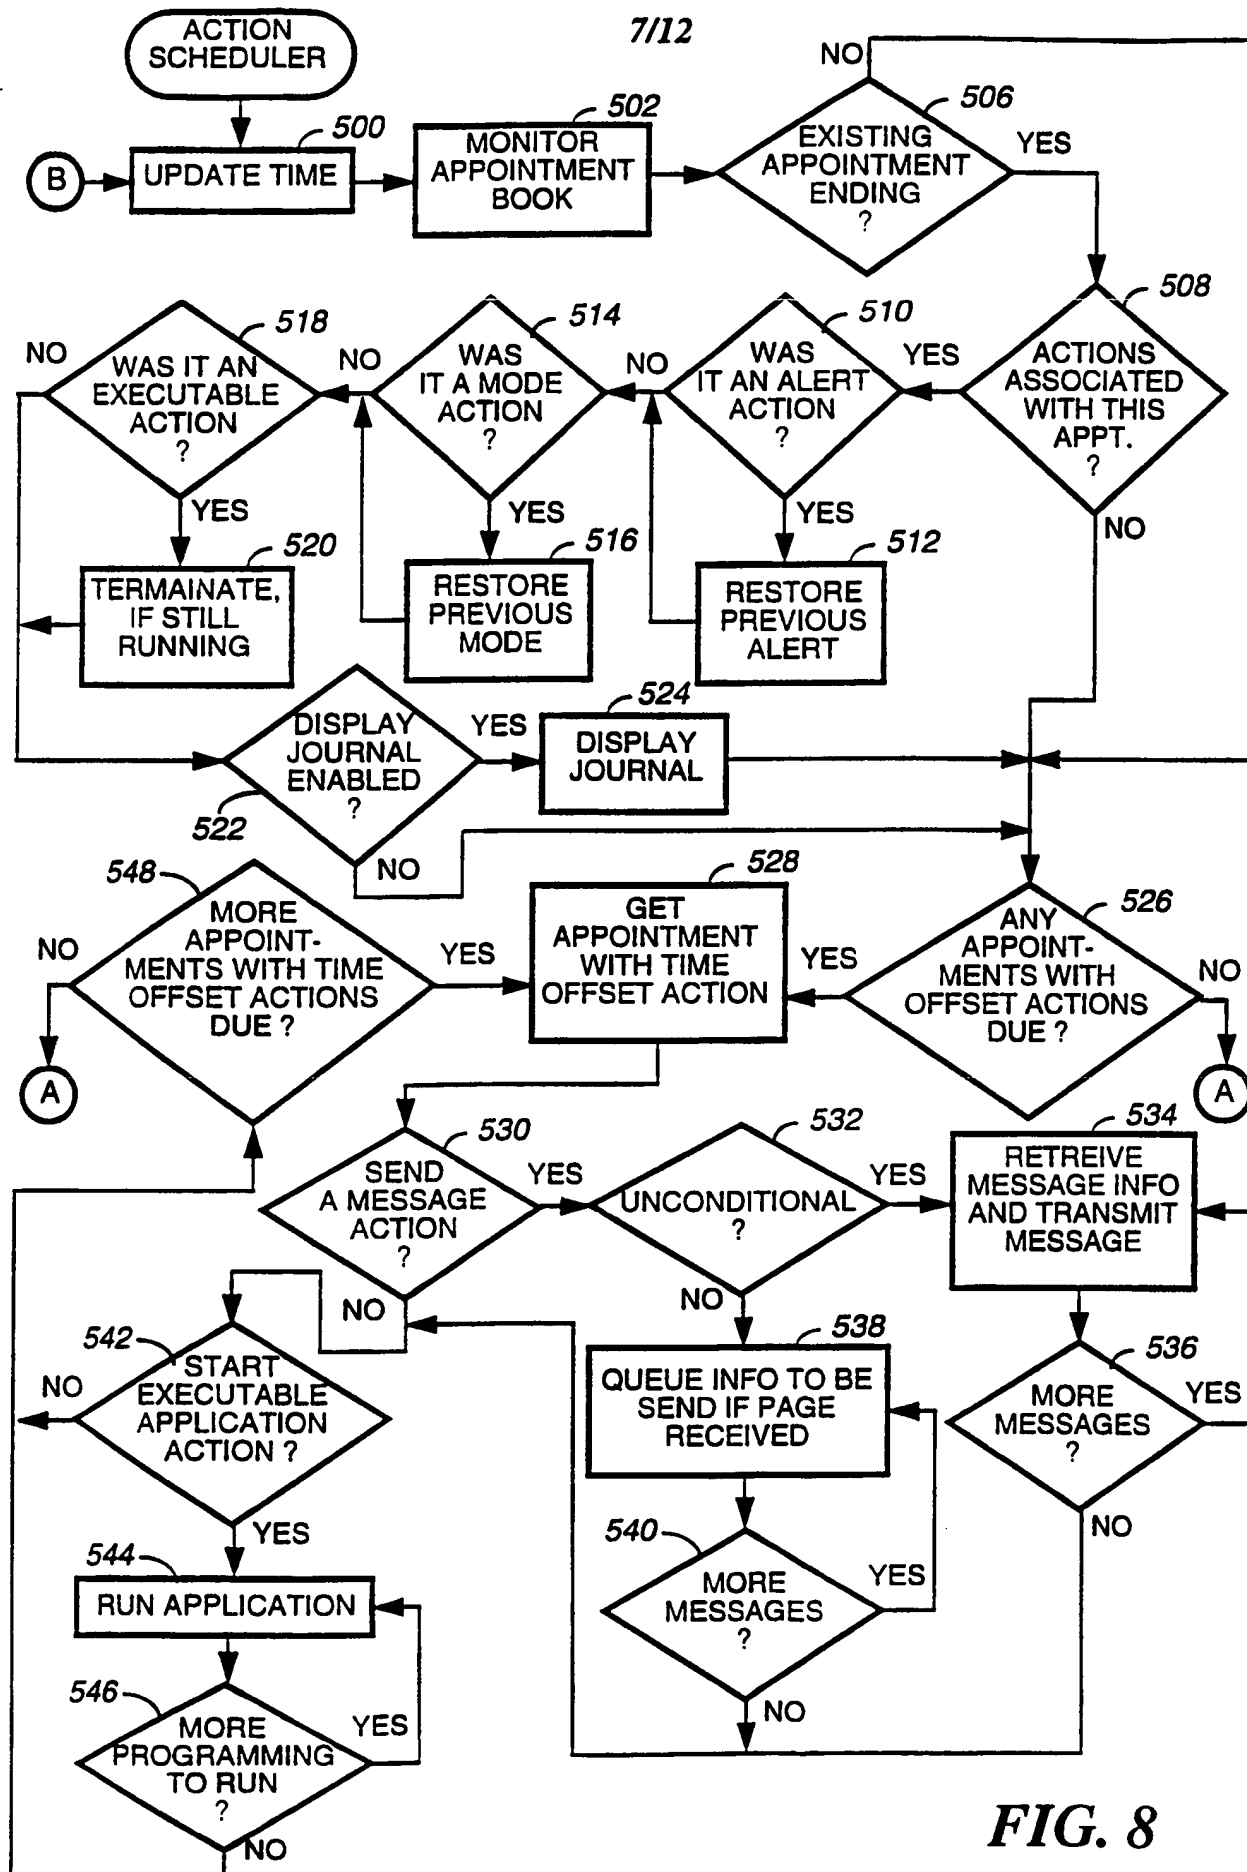 7/12
ACTION
SCHEDULER
NO
500
502
506
B
UPDATE TIME
MONITOR
APPOINTMENT
BOOK
EXISTING
APPOINTMENT
ENDING
?
YES
518
514
510
508
NO
WAS IT AN
EXECUTABLE
ACTION
?
NO
WAS
IT A MODE
ACTION
?
NO
WAS
IT AN ALERT
ACTION
?
YES
ACTIONS
ASSOCIATED
WITH THIS
APPT.
?
YES
YES
YES
NO
520
516
512
TERMAINATE,
IF STILL
RUNNING
RESTORE
PREVIOUS
MODE
RESTORE
PREVIOUS
ALERT
DISPLAY
JOURNAL
ENABLED
?
522
YES
524
DISPLAY
JOURNAL
NO
548
528
526
NO
MORE
APPOINT-
MENTS WITH TIME
OFFSET ACTIONS
DUE ?
YES
GET
APPOINTMENT
WITH TIME
OFFSET ACTION
YES
ANY
APPOINT-
MENTS WITH
OFFSET ACTIONS
DUE ?
NO
A
A
530
532
534
SEND
A MESSAGE
ACTION
?
YES
UNCONDITIONAL
?
YES
RETREIVE
MESSAGE INFO
AND TRANSMIT
MESSAGE
NO
NO
542
538
536
NO
START
EXECUTABLE
APPLICATION
ACTION ?
QUEUE INFO TO BE
SEND IF PAGE
RECEIVED
MORE
MESSAGES
?
YES
YES
NO
544
540
RUN APPLICATION
MORE
MESSAGES
?
YES
546
MORE
PROGRAMMING
TO RUN
?
YES
NO
NO
FIG. 8